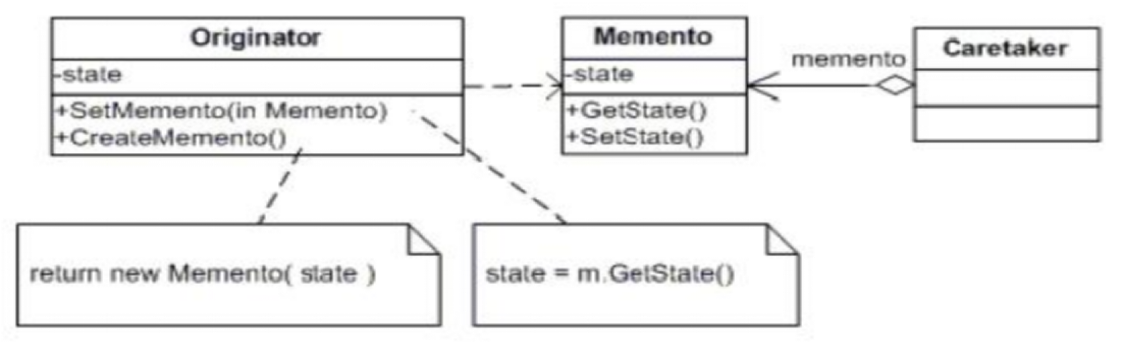 Originator
-state
+SetMemento(in Memento)
+CreateMemento()
Memento
-state
+GetState()
+SetState()
memento
Caretaker
return new Memento( state )
state = m.GetState()